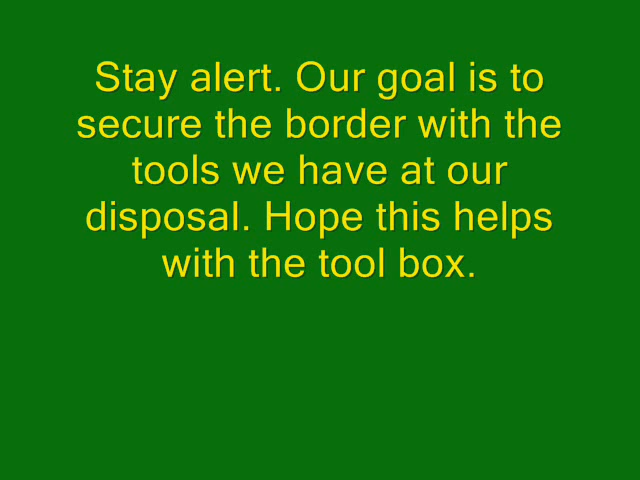 Stay alert. Our goal is to
secure the border with the
tools we have at our
disposal. Hope this helps
with the tool box.